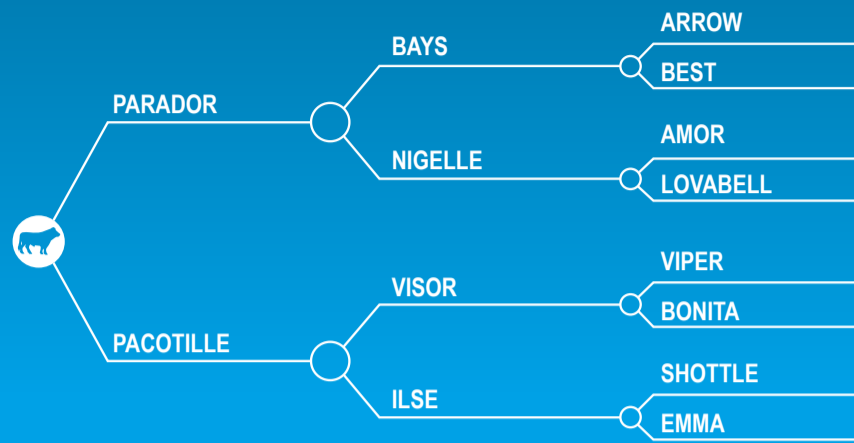 ARROW
BAYS
BEST
PARADOR
AMOR
NIGELLE
LOVABELL
VIPER
VISOR
BONITA
PACOTILLE
SHOTTLE
ILSE
EMMA